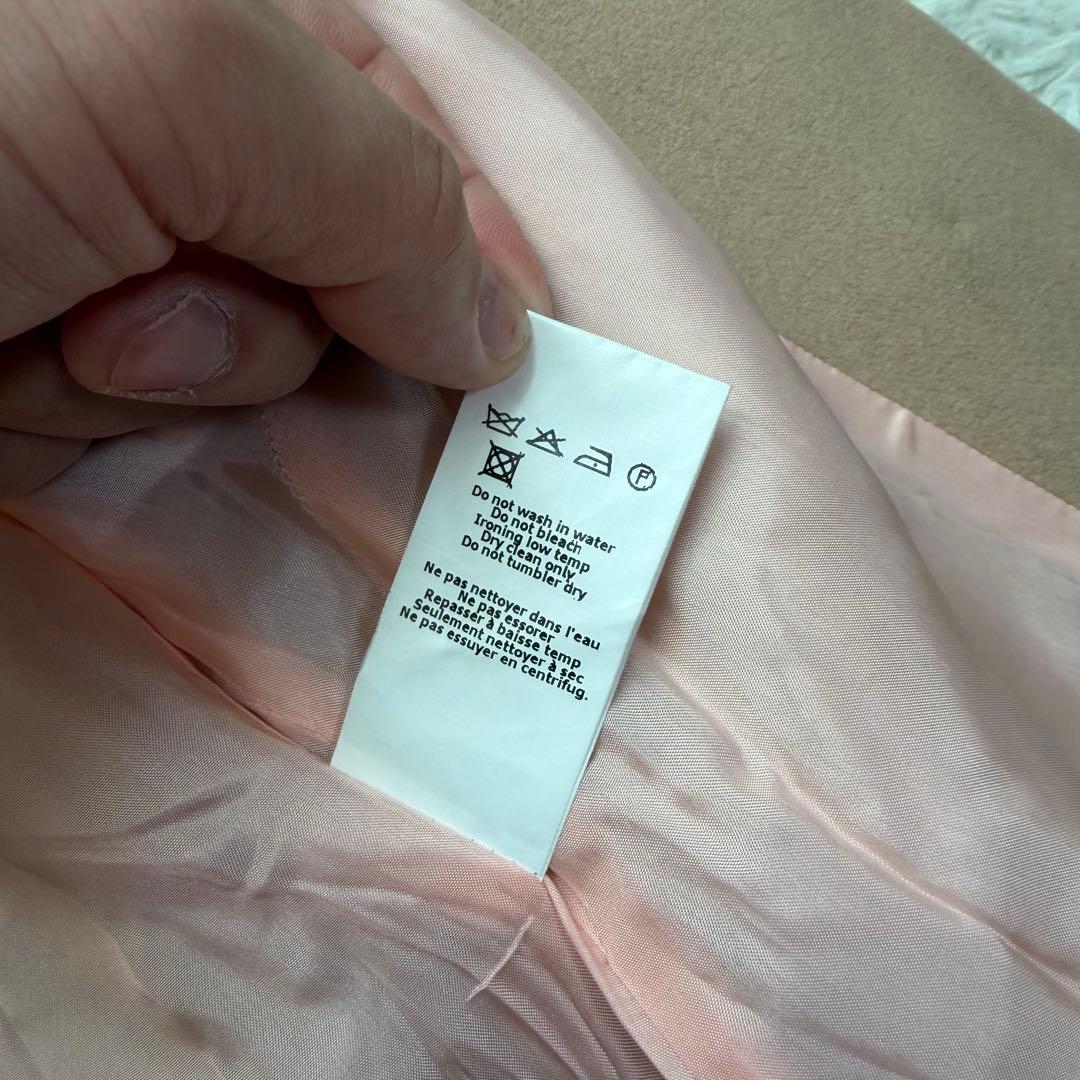 P
Do not wash in water
Do not bleach
Ironing low temp
Dry clean only,
Do not tumbler dry
Ne pas nettoyer dans l'eau
Ne pas essorer
Repasser à baisse temp
Seulement nettoyer à sec
Ne pas essuyer en centrifug.